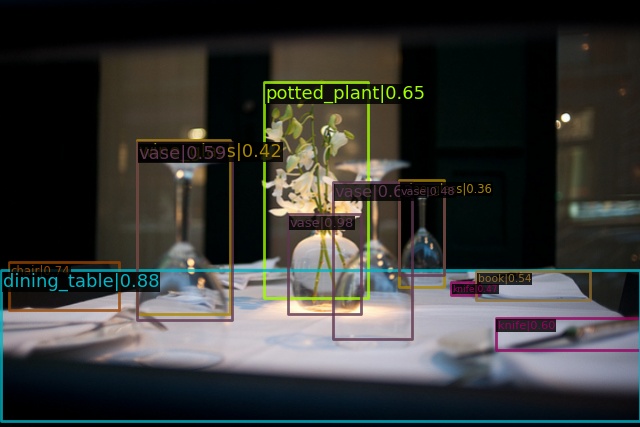 potted_plant|0.65
vase|0.59
s|0.42
vase|0.6
vase|0.48
s|0.36
vase|0.98
chair|0.74
dining_table|0.88
book|0.54
knife|0.60